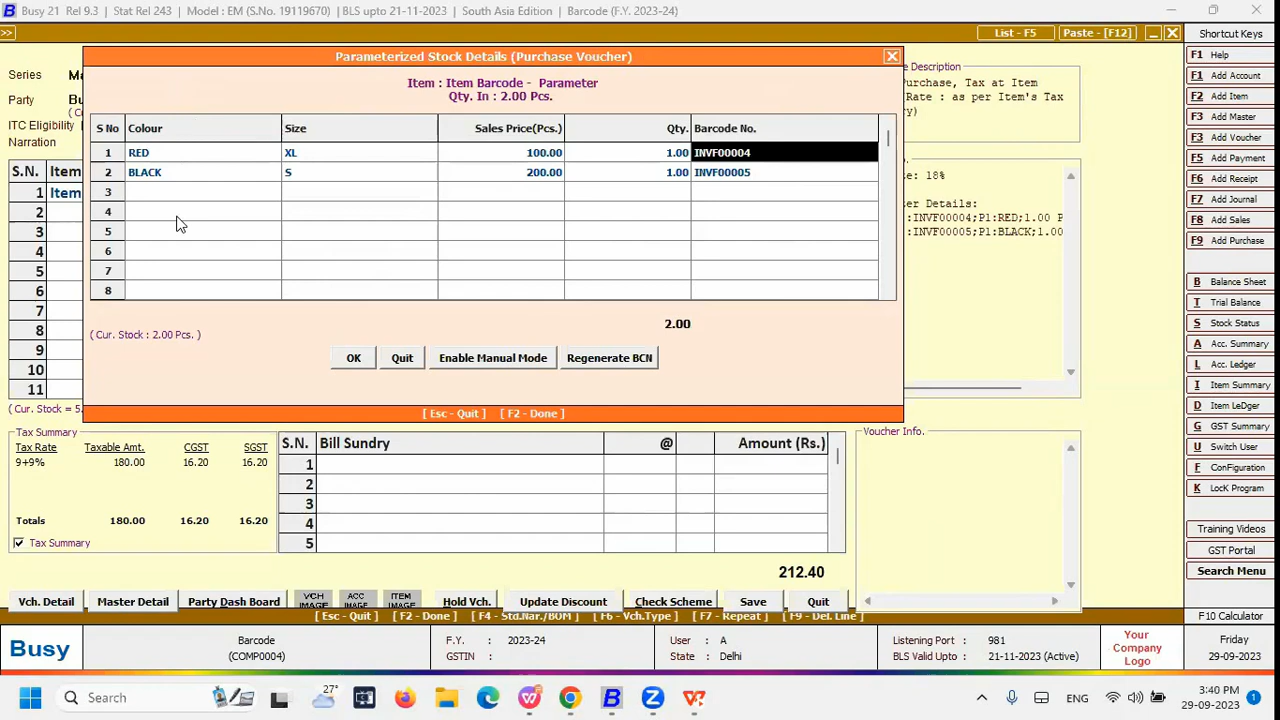 Busy 21 Rel 9.3 | Stat Rel 243 | Model : EM (S.No. 19119670) | BLS upto 21-11-2023 | South Asia Edition | Barcode (F.Y. 2023-24)
>> List - F5 Paste - [F12]
Shortcut Keys
F1 Help
F1 Add Account
F2 Add Item
F3 Add Master
F3 Add Voucher
F5 Add Payment
F6 Add Receipt
F7 Add Journal
F8 Add Sales
F9 Add Purchase
B Balance Sheet
T Trial Balance
S Stock Status
A Acc. Summary
L Acc. Ledger
I Item Summary
D Item LeDger
G GST Summary
U Switch User
F Configuration
K LocK Program
Training Videos
GST Portal
Search Menu
F10 Calculator
Series
Party
ITC Eligibility
Narration
S.N. Item
1 Item
2
3
4
5
6
7
8
9
10
11
Parameterized Stock Details (Purchase Voucher)
Item : Item Barcode - Parameter
Qty. In : 2.00 Pcs.
S No Colour Size Sales Price(Pcs.) Qty. Barcode No.
1 RED XL 100.00 1.00 INVF00004
2 BLACK S 200.00 1.00 INVF00005
3
4
5
6
7
8
2.00
( Cur. Stock : 2.00 Pcs. )
OK Quit Enable Manual Mode Regenerate BCN
[ Esc - Quit ] [ F2 - Done ]
e Description
Purchase, Tax at Item
Rate : as per Item's Tax
y)
e: 18%
er Details:
:INVF00004;P1:RED;1.00 P
:INVF00005;P1:BLACK;1.00
( Cur. Stock = 5.
Tax Summary
Tax Rate Taxable Amt. CGST SGST
9+9% 180.00 16.20 16.20
Totals 180.00 16.20 16.20
Tax Summary
S.N. Bill Sundry @ Amount (Rs.)
1
2
3
4
5
212.40
Voucher Info.
Vch. Detail Master Detail Party Dash Board VCH IMAGE ACC IMAGE ITEM IMAGE Hold Vch. Update Discount Check Scheme Save Quit
[ Esc - Quit ] [ F2 - Done ] [ F4 - Std.Nar./BOM ] [ F6 - Vch.Type ] [ F7 - Repeat ] [ F9 - Del. Line ]
Busy
Barcode
(COMP0004)
F.Y. : 2023-24
GSTIN :
User : A
State : Delhi
Listening Port : 981
BLS Valid Upto : 21-11-2023 (Active)
Your
Company
Logo
Friday
29-09-2023
Search
27°
ENG
3:40 PM
29-09-2023
1